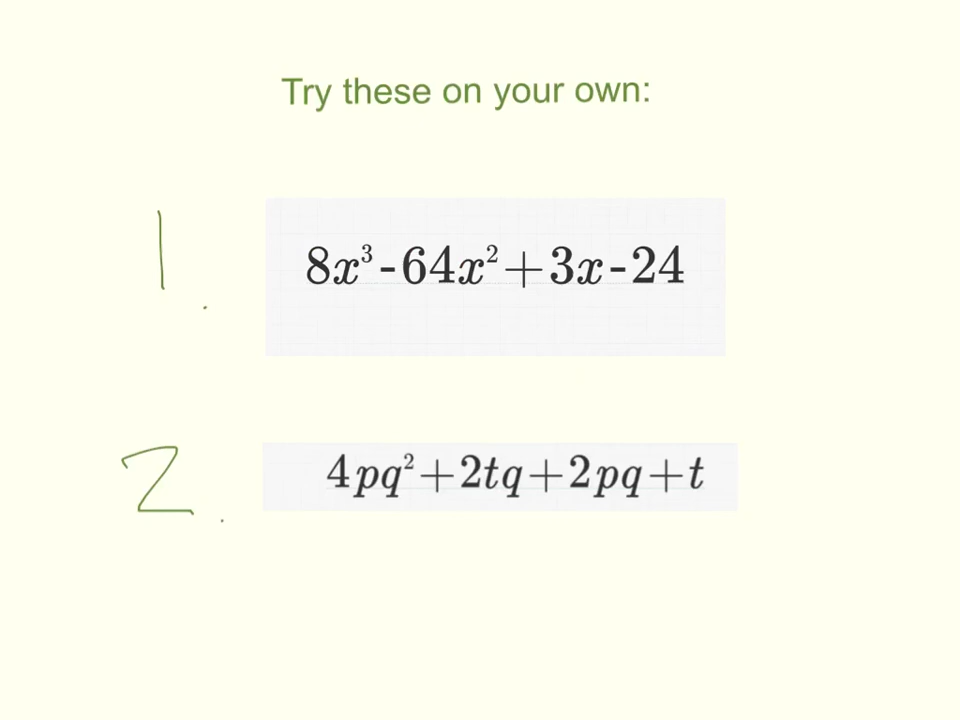 Try these on your own:
1. 8x³-64x²+3x-24
2. 4pq²+2tq+2pq+t